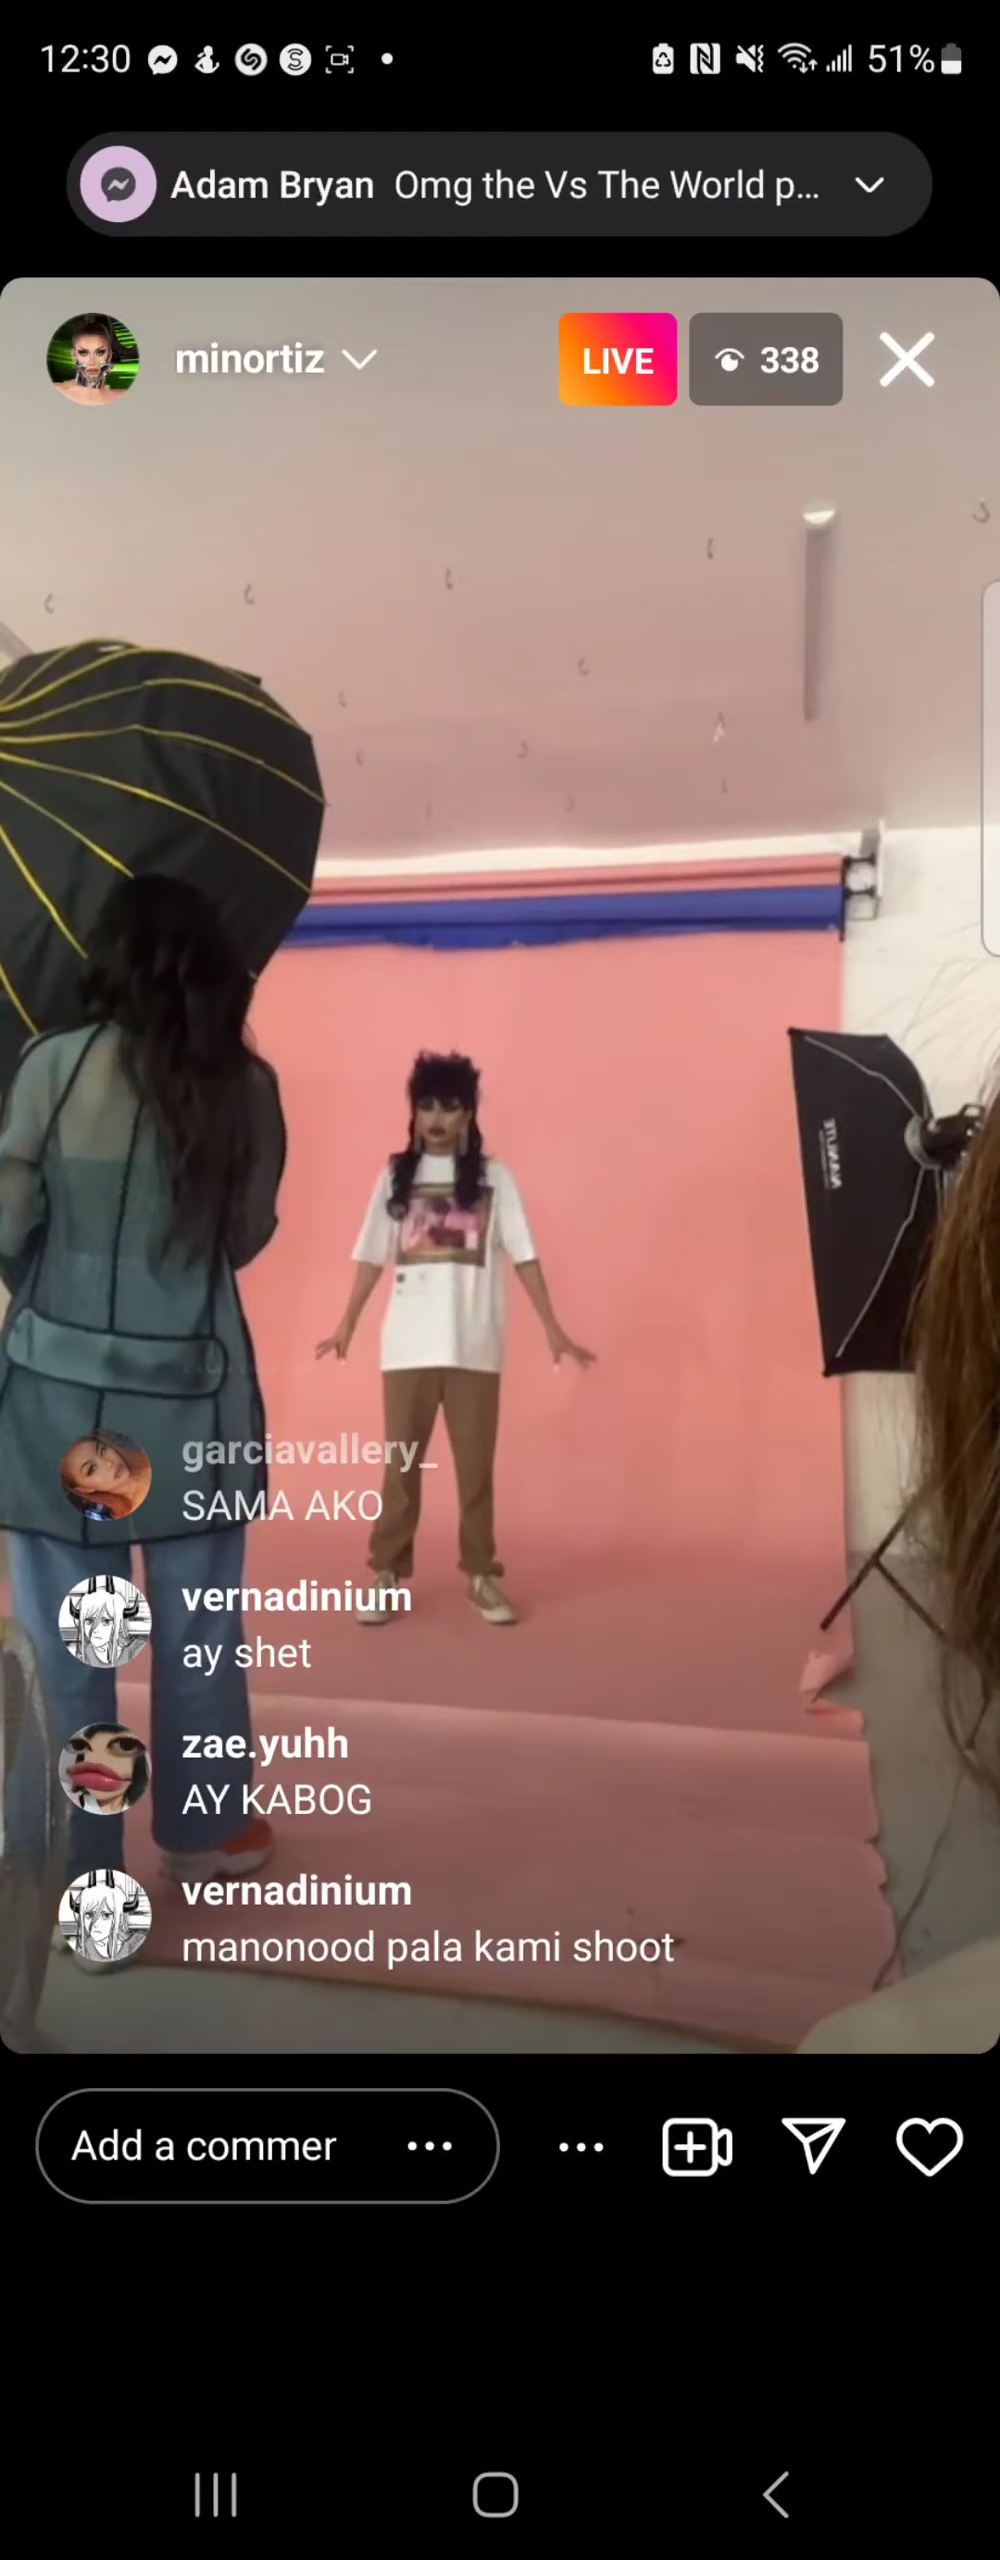 12:30
51%
Adam Bryan Omg the Vs The World p...
minortiz
LIVE
338
garciavallery_
SAMA AKO
vernadinium
ay shet
zae.yuhh
AY KABOG
vernadinium
manonood pala kami shoot
Add a commer